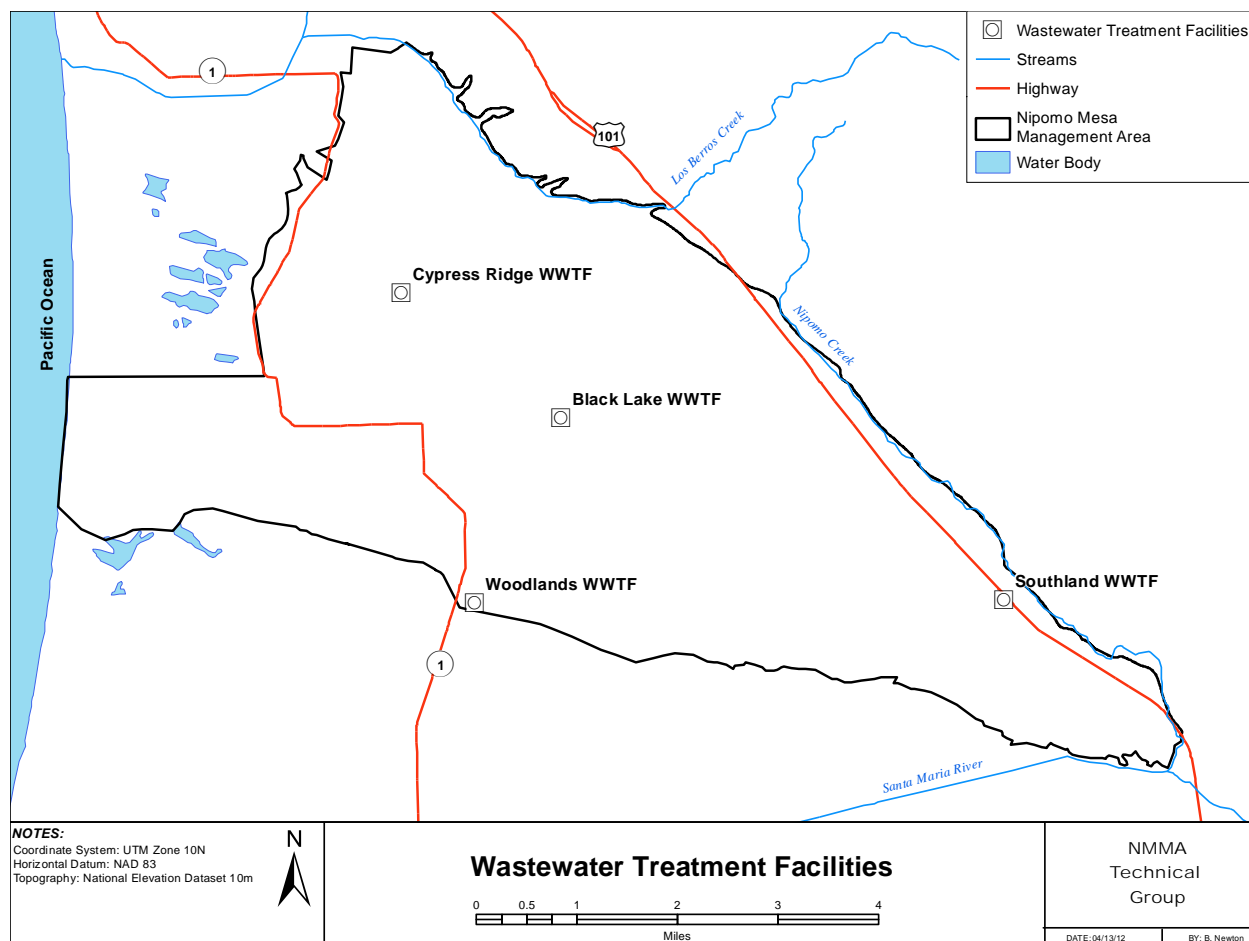 Wastewater Treatment Facilities
Streams
Highway
Nipomo Mesa
Management Area
Water Body
1
101
Los Berros Creek
Pacific Ocean
Cypress Ridge WWTF
Nipomo Creek
Black Lake WWTF
Woodlands WWTF
Southland WWTF
1
Santa Maria River
NOTES:
Coordinate System: UTM Zone 10N
Horizontal Datum: NAD 83
Topography: National Elevation Dataset 10m
N
Wastewater Treatment Facilities
0 0.5 1 2 3 4
Miles
NMMA
Technical
Group
DATE:04/13/12 BY: B. Newton